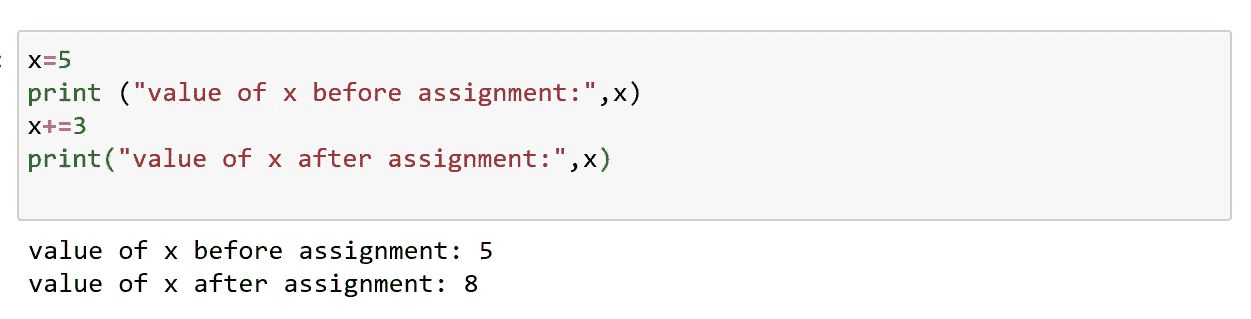 x=5
print ("value of x before assignment:",x)
x+=3
print("value of x after assignment:",x)
value of x before assignment: 5
value of x after assignment: 8